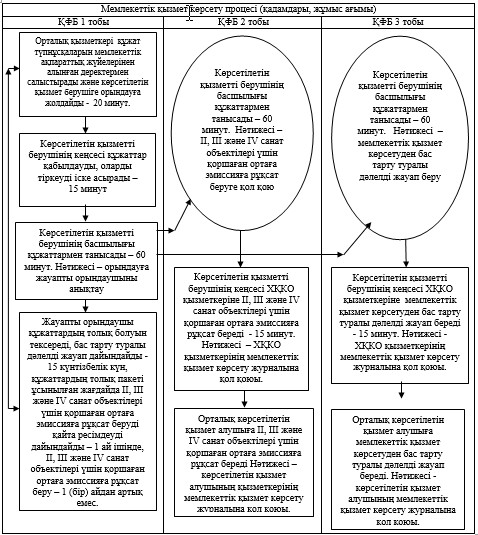 Мемлекеттік қызмет көрсету процесі (қадамдары, жұмыс ағымы)
ҚФБ 1 тобы
ҚФБ 2 тобы
ҚФБ 3 тобы
Орталық қызметкері құжат
тұпнұсқаларын мемлекеттік
ақпараттық жүйелерінен
алынған деректермен
салыстырады және көрсетілетін
қызмет берушіге орындауға
жолдайды - 20 минут.
Көрсетілетін қызметті
берушінің кеңсесі құжаттар
қабылдауды, оларды
тіркеуді іске асырады –
15 минут
Көрсетілетін қызметті
берушінің басшылығы
құжаттармен танысады – 60
минут. Нәтижесі – орындауға
жауапты орындаушыны
анықтау
Жауапты орындаушы
құжаттардың толық болуын
тексереді, бас тарту туралы
дәлелді жауап дайындайды -
15 күнтізбелік күн,
құжаттардың толық пакеті
ұсынылған жағдайда II, III
және IV санат объектілері
үшін қоршаған ортаға
эмиссияға рұқсат беруді
қайта ресімдеуді
дайындайды – 1 ай ішінде,
II, III және IV санат
объектілері үшін қоршаған
ортаға эмиссияға рұқсат
беру – 1 (бір) айдан артық
емес.
Көрсетілетін
қызметті берушінің
басшылығы
құжаттармен
танысады – 60
минут. Нәтижесі –
II, III және IV санат
объектілері үшін
қоршаған ортаға
эмиссияға рұқсат
беруге қол қою
Көрсетілетін қызметті
берушінің кеңсесі ХҚКО
қызметкеріне II, III және IV
санат объектілері үшін
қоршаған ортаға эмиссияға
рұқсат береді - 15 минут.
Нәтижесі – ХҚКО
қызметкерінің мемлекеттік
қызмет көрсету журналына
қол қоюы.
Орталық көрсетілетін
қызмет алушыға II, III және
IV санат объектілері үшін
қоршаған ортаға эмиссияға
рұқсат береді Нәтижесі –
көрсетілетін қызмет
алушының қызметкерінің
мемлекеттік қызмет көрсету
журналына қол қоюы.
Көрсетілетін
қызметті берушінің
басшылығы
құжаттармен
танысады – 60
минут. Нәтижесі –
мемлекеттік қызмет
көрсетуден бас
тарту туралы
дәлелді жауап беру
Көрсетілетін қызметті
берушінің кеңсесі ХҚКО
қызметкеріне мемлекеттік
қызмет көрсетуден бас тарту
туралы дәлелді жауап береді
- 15 минут. Нәтижесі -
ХҚКО қызметкерінің
мемлекеттік қызмет көрсету
журналына қол қоюы.
Орталық көрсетілетін
қызмет алушыға
мемлекеттік қызмет
көрсетуден бас тарту
туралы дәлелді жауап
береді. Нәтижесі -
көрсетілетін қызмет
алушының мемлекеттік
қызмет көрсету журналына
қол қоюы.